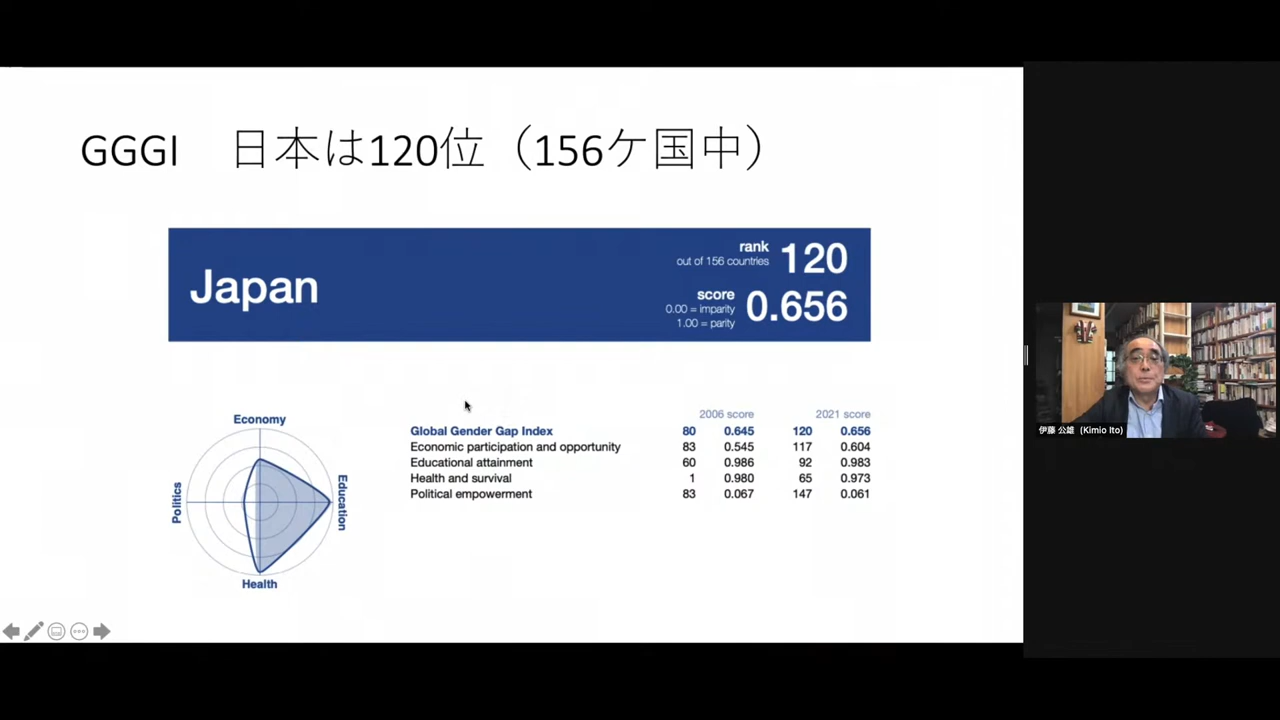 GGGI 日本は120位（156ケ国中）
Japan
rank
out of 156 countries
120
score
0.00 = imparity
1.00 = parity
0.656
Economy
Education
Health
Politics
2006 score 2021 score
Global Gender Gap Index 80 0.645 120 0.656
Economic participation and opportunity 83 0.545 117 0.604
Educational attainment 60 0.986 92 0.983
Health and survival 1 0.980 65 0.973
Political empowerment 83 0.067 147 0.061
伊藤 公雄 (Kimio Ito)